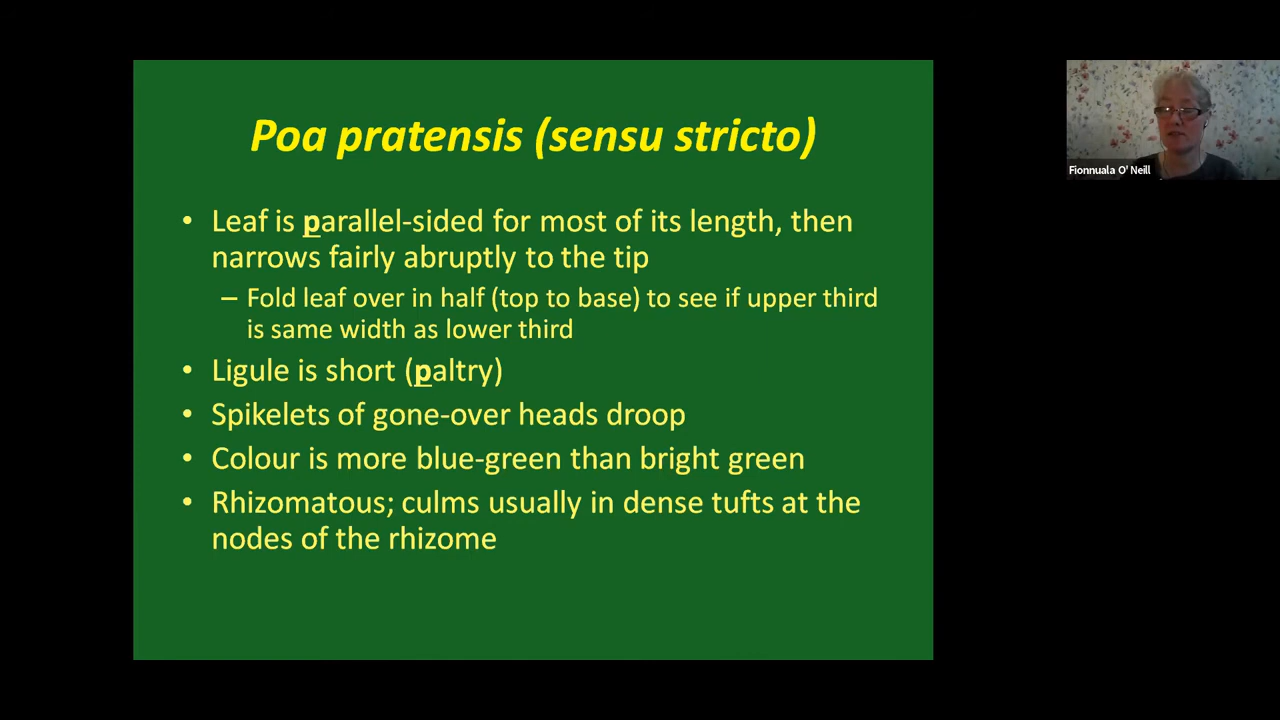 Poa pratensis (sensu stricto)
• Leaf is parallel-sided for most of its length, then
narrows fairly abruptly to the tip
– Fold leaf over in half (top to base) to see if upper third
is same width as lower third
• Ligule is short (paltry)
• Spikelets of gone-over heads droop
• Colour is more blue-green than bright green
• Rhizomatous; culms usually in dense tufts at the
nodes of the rhizome
Fionnuala O' Neill